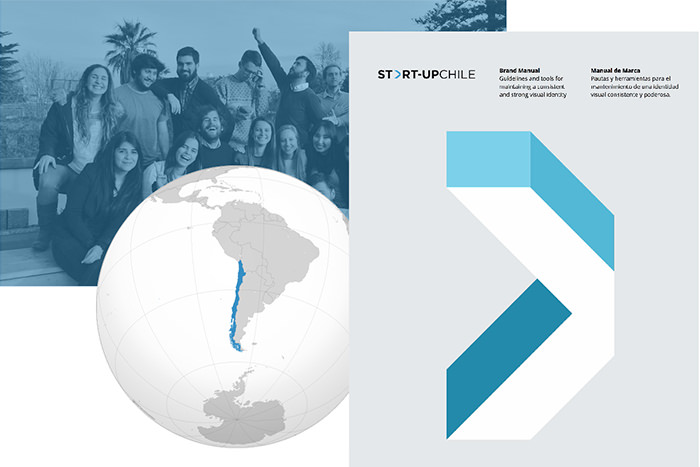 ST>RT-UPCHILE
Brand Manual
Guidelines and tools for
maintaining a consistent
and strong visual identity
Manual de Marca
Pautas y herramientas para el
mantenimiento de una identidad
visual consistente y poderosa.